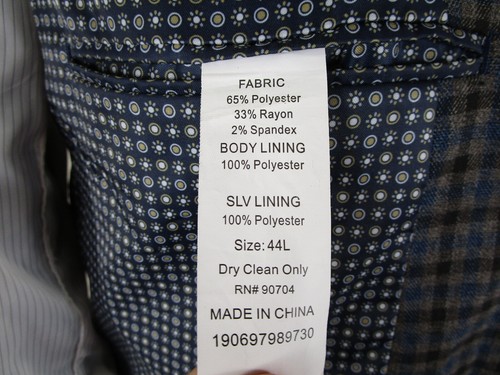 FABRIC
65% Polyester
33% Rayon
2% Spandex
BODY LINING
100% Polyester
SLV LINING
100% Polyester
Size: 44L
Dry Clean Only
RN# 90704
MADE IN CHINA
190697989730